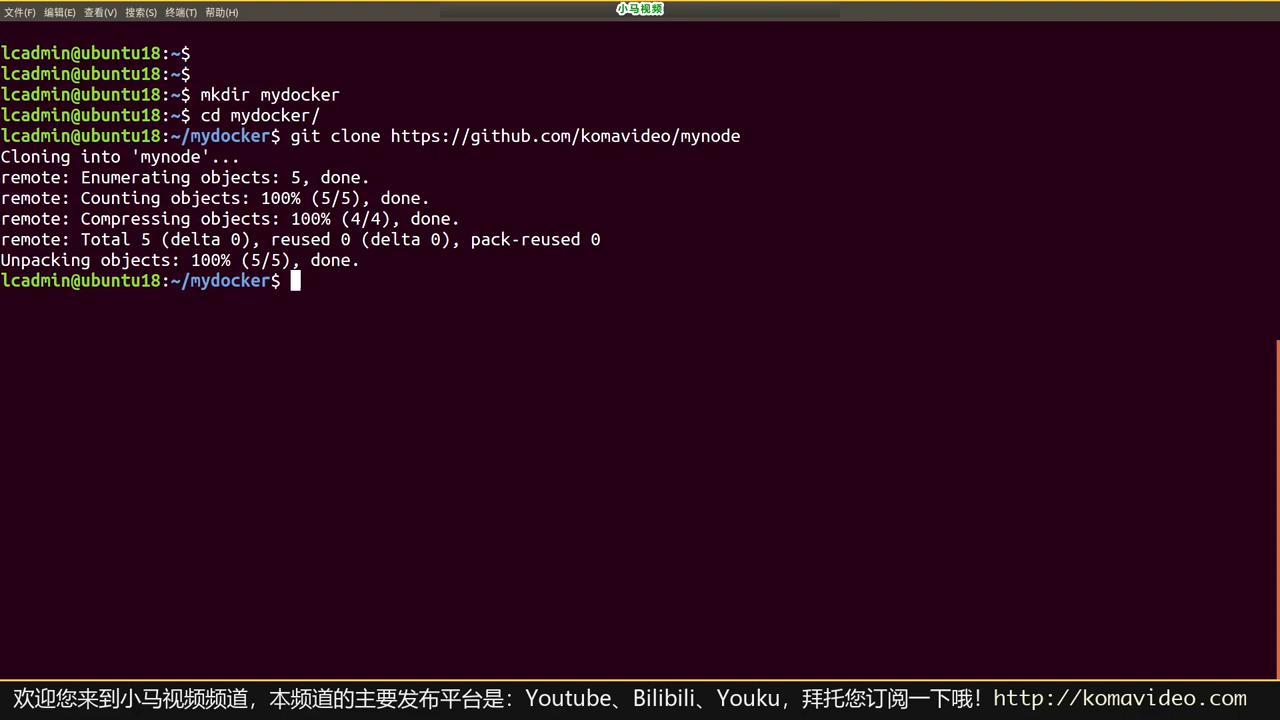 文件(F) 编辑(E) 查看(V) 搜索(S) 终端(T) 帮助(H)
小马视频
lcadmin@ubuntu18:~$
lcadmin@ubuntu18:~$
lcadmin@ubuntu18:~$ mkdir mydocker
lcadmin@ubuntu18:~$ cd mydocker/
lcadmin@ubuntu18:~/mydocker$ git clone https://github.com/komavideo/mynode
Cloning into 'mynode'...
remote: Enumerating objects: 5, done.
remote: Counting objects: 100% (5/5), done.
remote: Compressing objects: 100% (4/4), done.
remote: Total 5 (delta 0), reused 0 (delta 0), pack-reused 0
Unpacking objects: 100% (5/5), done.
lcadmin@ubuntu18:~/mydocker$
欢迎您来到小马视频频道，本频道的主要发布平台是：Youtube、Bilibili、Youku，拜托您订阅一下哦！http://komavideo.com